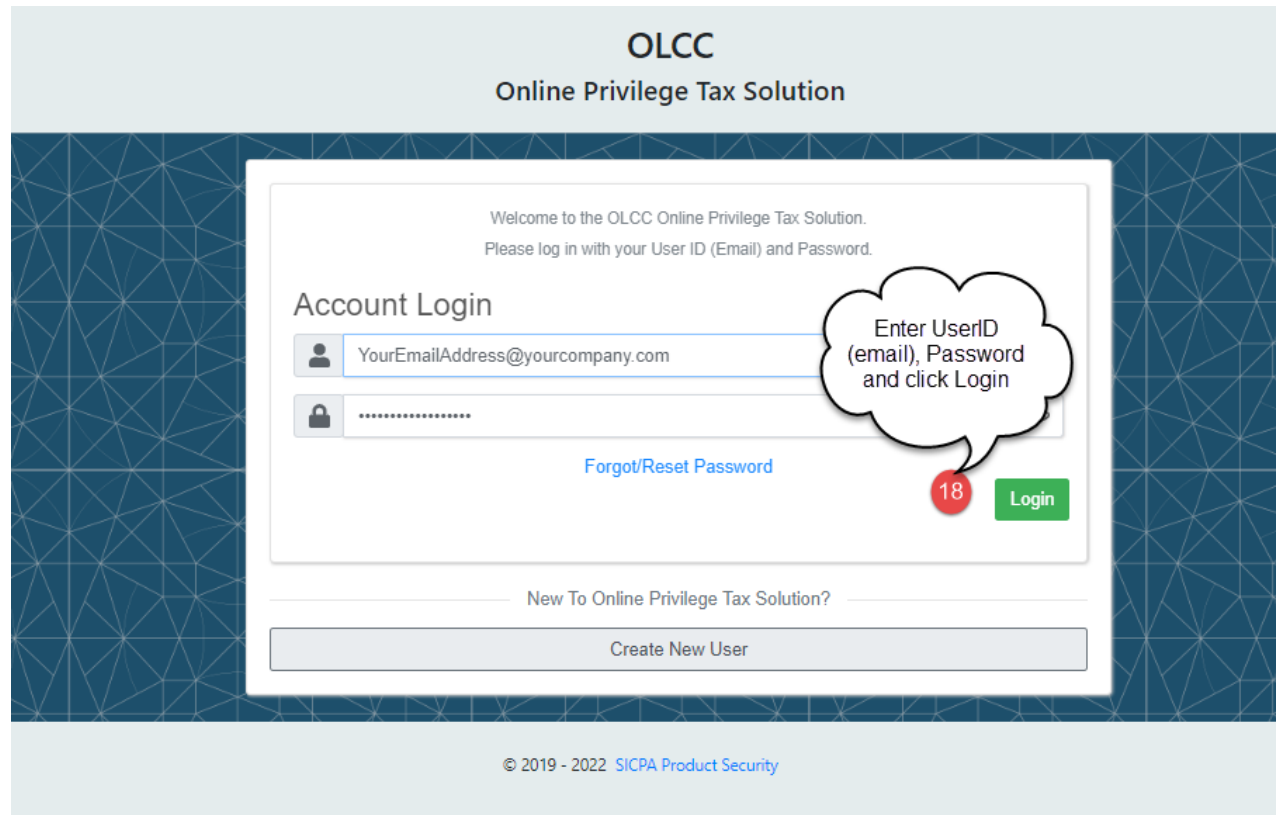 OLCC
Online Privilege Tax Solution
Welcome to the OLCC Online Privilege Tax Solution.
Please log in with your User ID (Email) and Password.
Account Login
YourEmailAddress@yourcompany.com
••••••••••••••••••
Enter UserID
(email), Password
and click Login
Forgot/Reset Password
18
Login
New To Online Privilege Tax Solution?
Create New User
© 2019 - 2022 SICPA Product Security